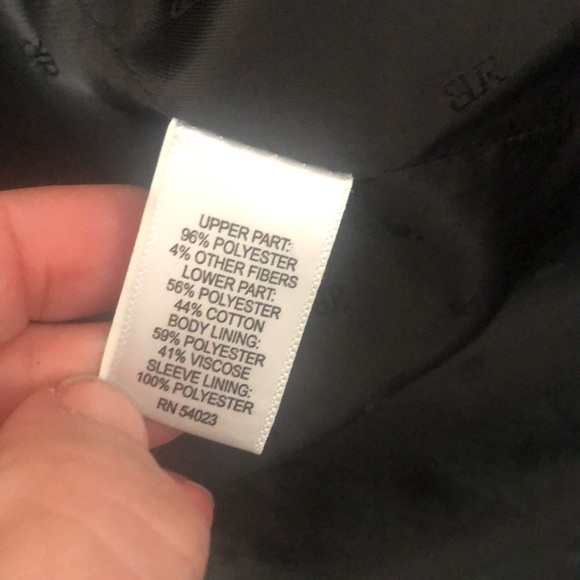 UPPER PART:
96% POLYESTER
4% OTHER FIBERS
LOWER PART:
56% POLYESTER
44% COTTON
BODY LINING:
59% POLYESTER
41% VISCOSE
SLEEVE LINING:
100% POLYESTER
RN 54023